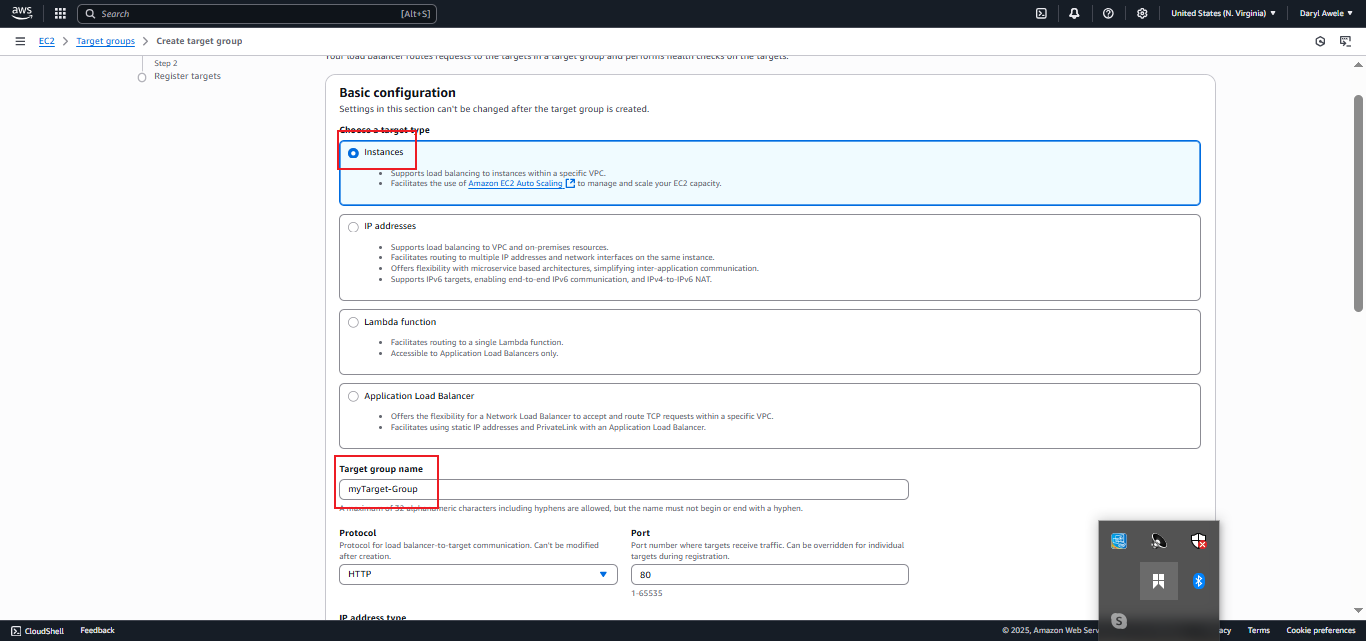 aws
Search
[Alt+S]
United States (N. Virginia)
Daryl Awele
EC2
Target groups
Create target group
Step 2
Register targets
Your load balancer routes requests to the targets in a target group and performs health checks on the targets.
Basic configuration
Settings in this section can't be changed after the target group is created.
Choose a target type
Instances
Supports load balancing to instances within a specific VPC.
Facilitates the use of Amazon EC2 Auto Scaling to manage and scale your EC2 capacity.
IP addresses
Supports load balancing to VPC and on-premises resources.
Facilitates routing to multiple IP addresses and network interfaces on the same instance.
Offers flexibility with microservice based architectures, simplifying inter-application communication.
Supports IPv6 targets, enabling end-to-end IPv6 communication, and IPv4-to-IPv6 NAT.
Lambda function
Facilitates routing to a single Lambda function.
Accessible to Application Load Balancers only.
Application Load Balancer
Offers the flexibility for a Network Load Balancer to accept and route TCP requests within a specific VPC.
Facilitates using static IP addresses and PrivateLink with an Application Load Balancer.
Target group name
myTarget-Group
A maximum of 32 alphanumeric characters including hyphens are allowed, but the name must not begin or end with a hyphen.
Protocol
Protocol for load balancer-to-target communication. Can't be modified
after creation.
HTTP
Port
Port number where targets receive traffic. Can be overridden for individual
targets during registration.
80
1-65535
IP address type
S
CloudShell
Feedback
© 2025, Amazon Web Serv
acy
Terms
Cookie preferences